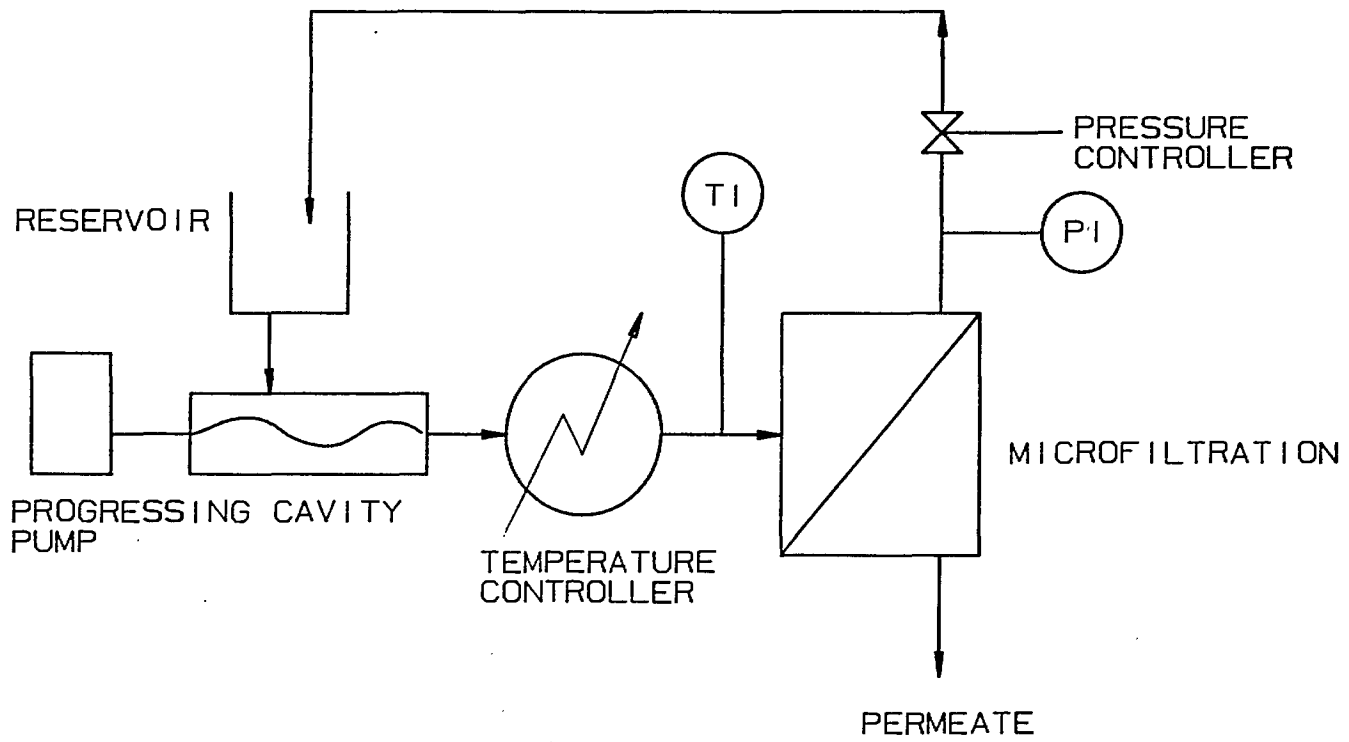 PRESSURE
CONTROLLER
TI
RESERVOIR
PI
MICROFILTRATION
PROGRESSING CAVITY
PUMP
TEMPERATURE
CONTROLLER
PERMEATE